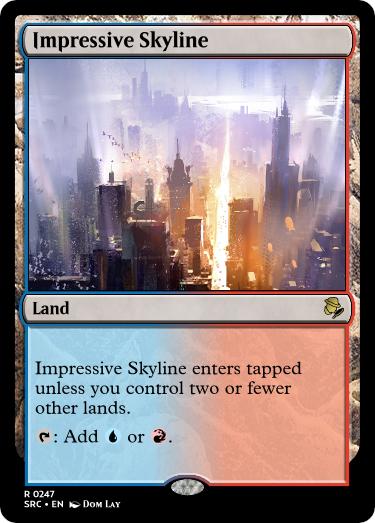 Impressive Skyline
Land
Impressive Skyline enters tapped
unless you control two or fewer
other lands.
: Add or .
R 0247
SRC • EN Dom Lay